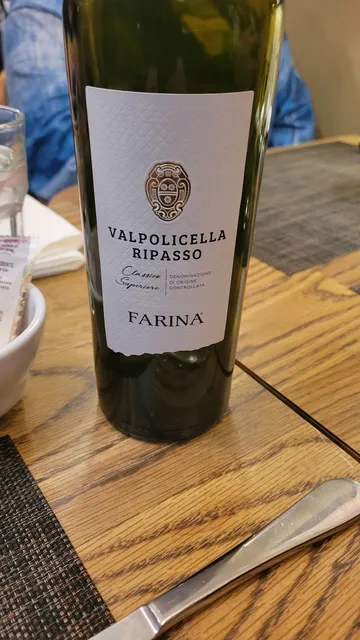 VALPOLICELLA
RIPASSO
Classico
Superiore
DENOMINAZIONE
DI ORIGINE
CONTROLLATA
FARINA